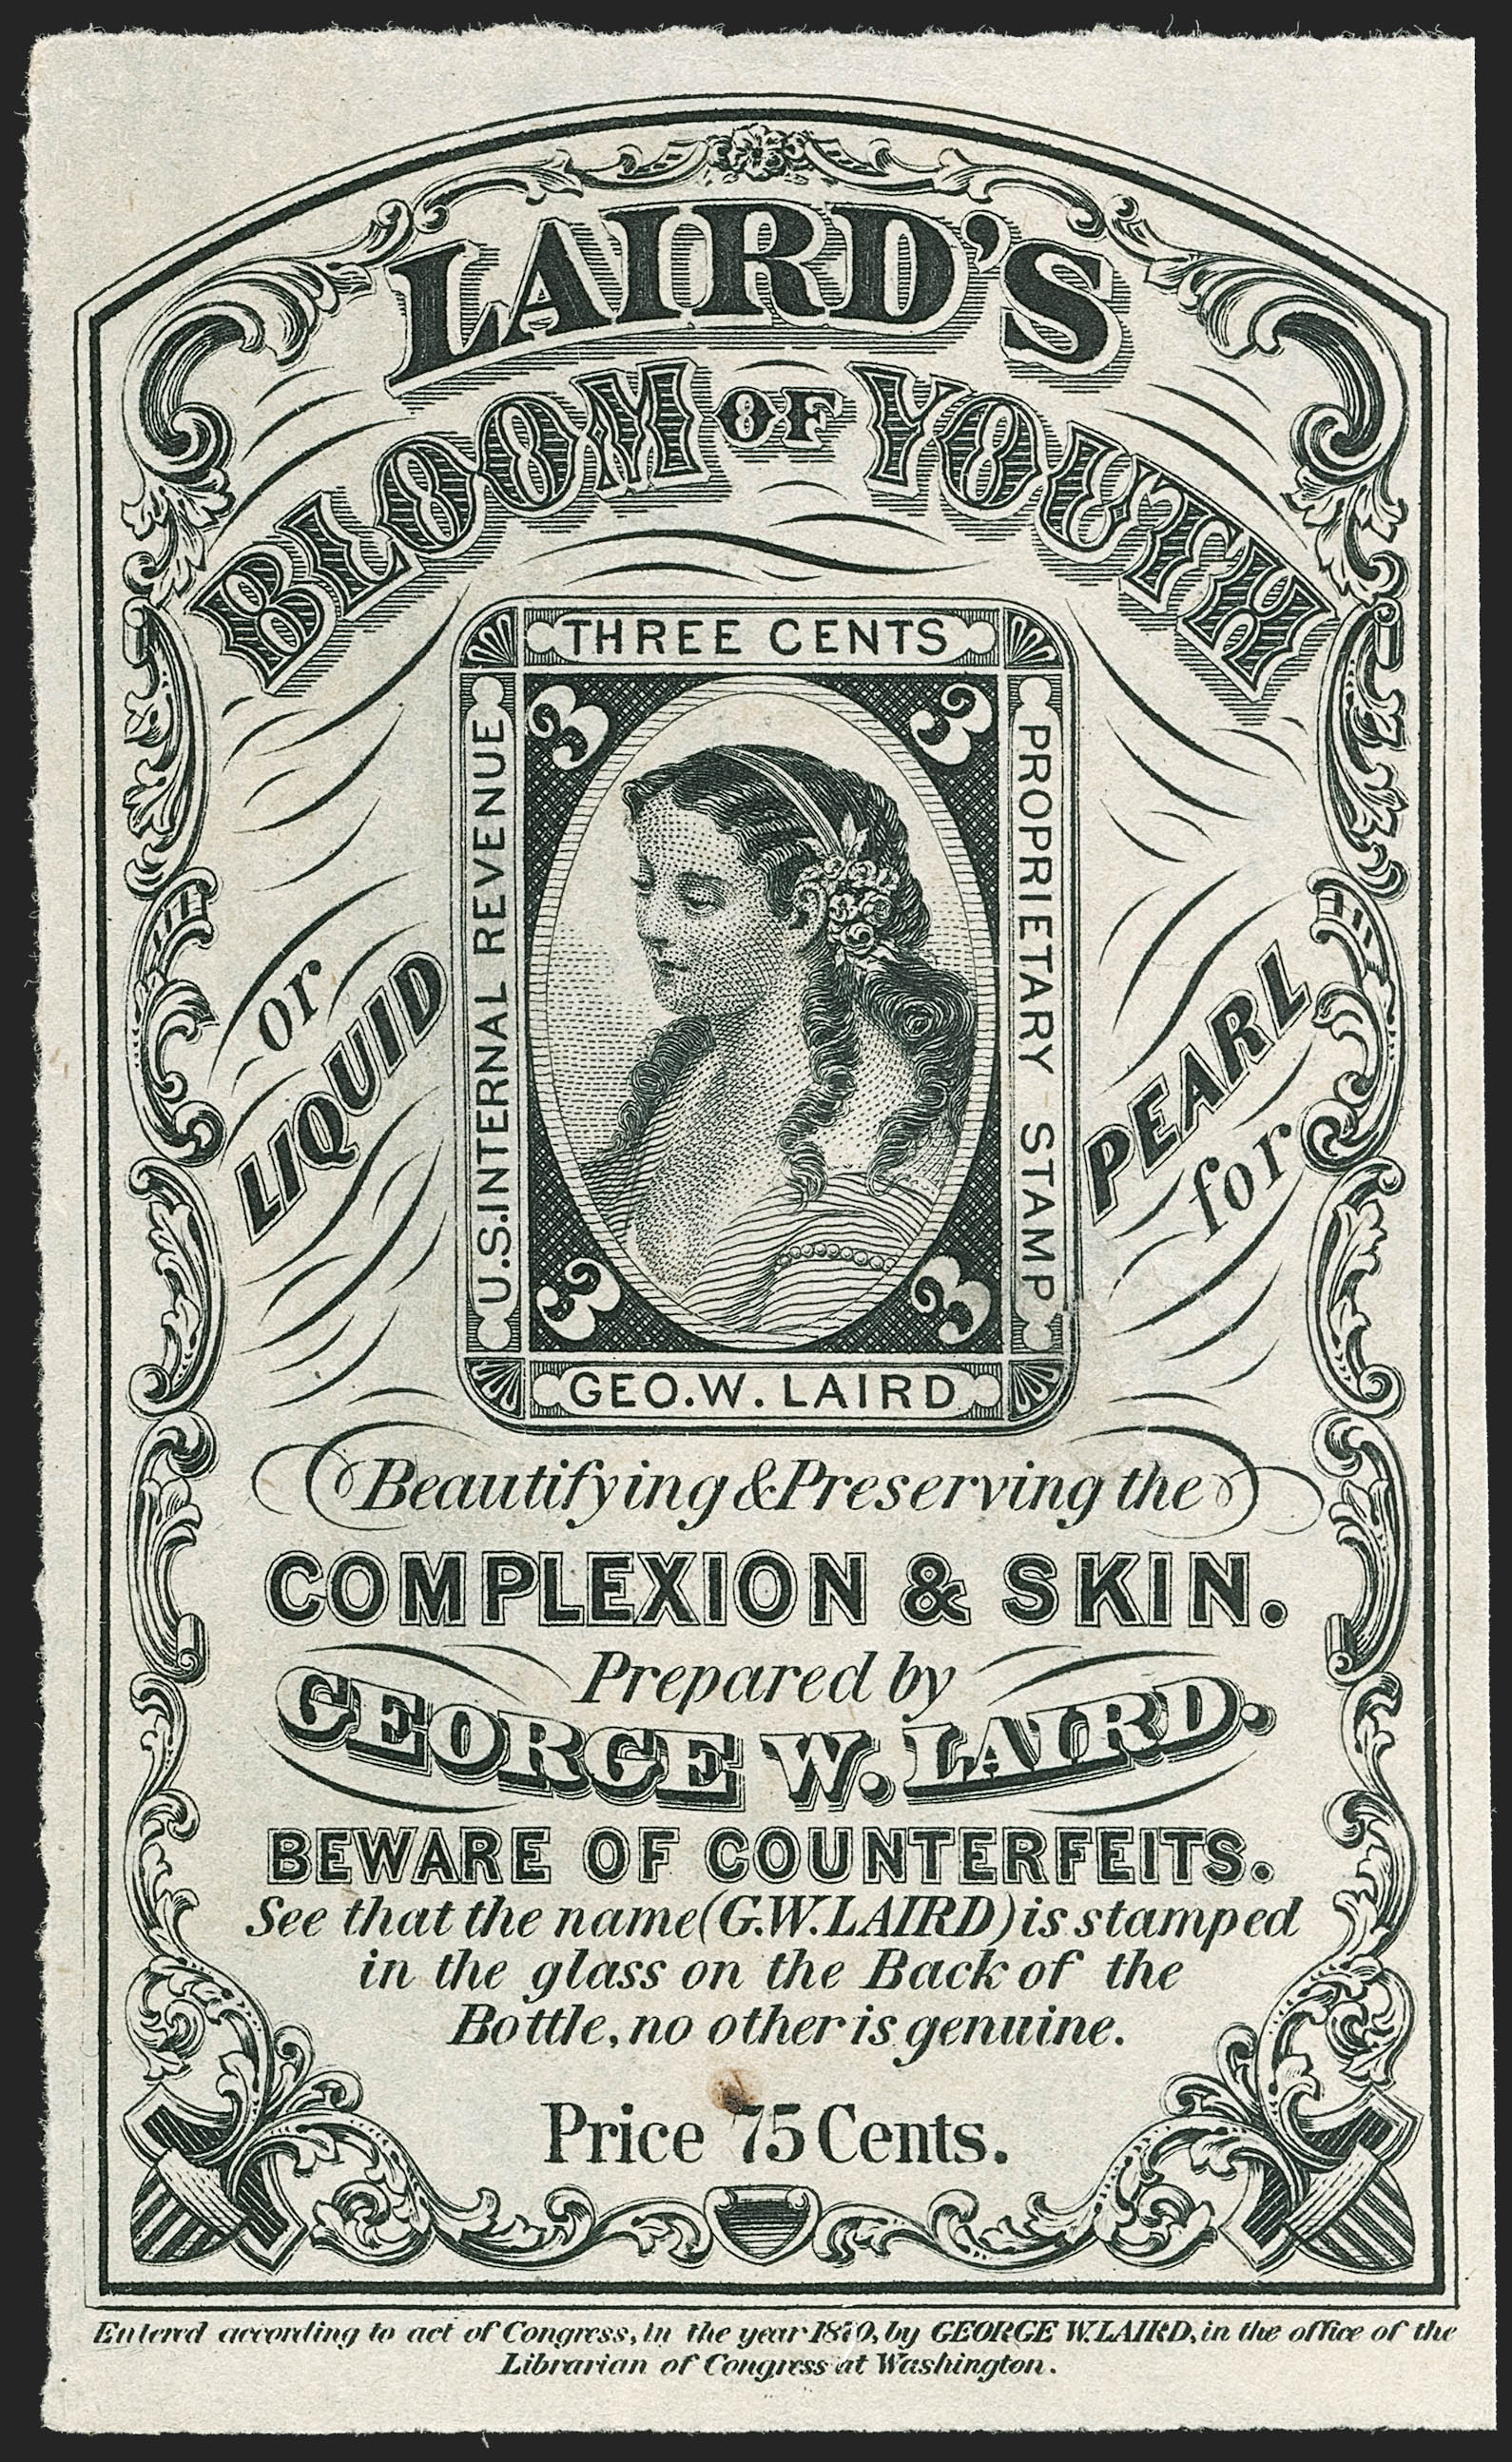 LAIRD'S
BLOOM OF YOUTH
THREE CENTS
3 3
U.S. INTERNAL REVENUE
PROPRIETARY STAMP
3 3
GEO. W. LAIRD
or
LIQUID
PEARL
for
Beautifying & Preserving the
COMPLEXION & SKIN.
Prepared by
GEORGE W. LAIRD.
BEWARE OF COUNTERFEITS.
See that the name (G.W. LAIRD) is stamped
in the glass on the Back of the
Bottle, no other is genuine.
Price 75 Cents.
Entered according to act of Congress, in the year 1870, by GEORGE W. LAIRD, in the office of the
Librarian of Congress at Washington.